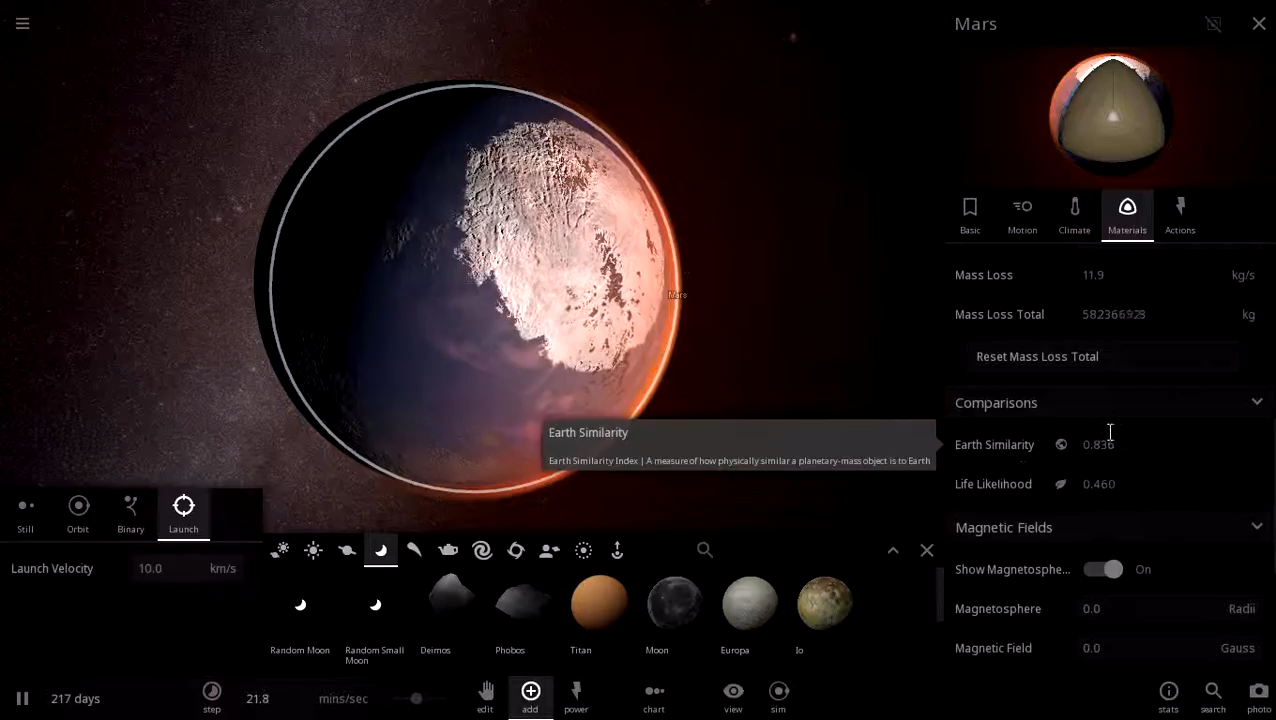 Mars
Basic
Motion
Climate
Materials
Actions
Mass Loss 11.9 kg/s
Mass Loss Total 582366923 kg
Reset Mass Loss Total
Comparisons
Earth Similarity 0.836
Life Likelihood 0.460
Magnetic Fields
Show Magnetosphe... On
Magnetosphere 0.0 Radii
Magnetic Field 0.0 Gauss
Mars
Earth Similarity
Earth Similarity Index | A measure of how physically similar a planetary-mass object is to Earth
Still
Orbit
Binary
Launch
Launch Velocity 10.0 km/s
Random Moon
Random Small Moon
Deimos
Phobos
Titan
Moon
Europa
Io
217 days
step
21.8 mins/sec
edit
add
power
chart
view
sim
stats
search
photo